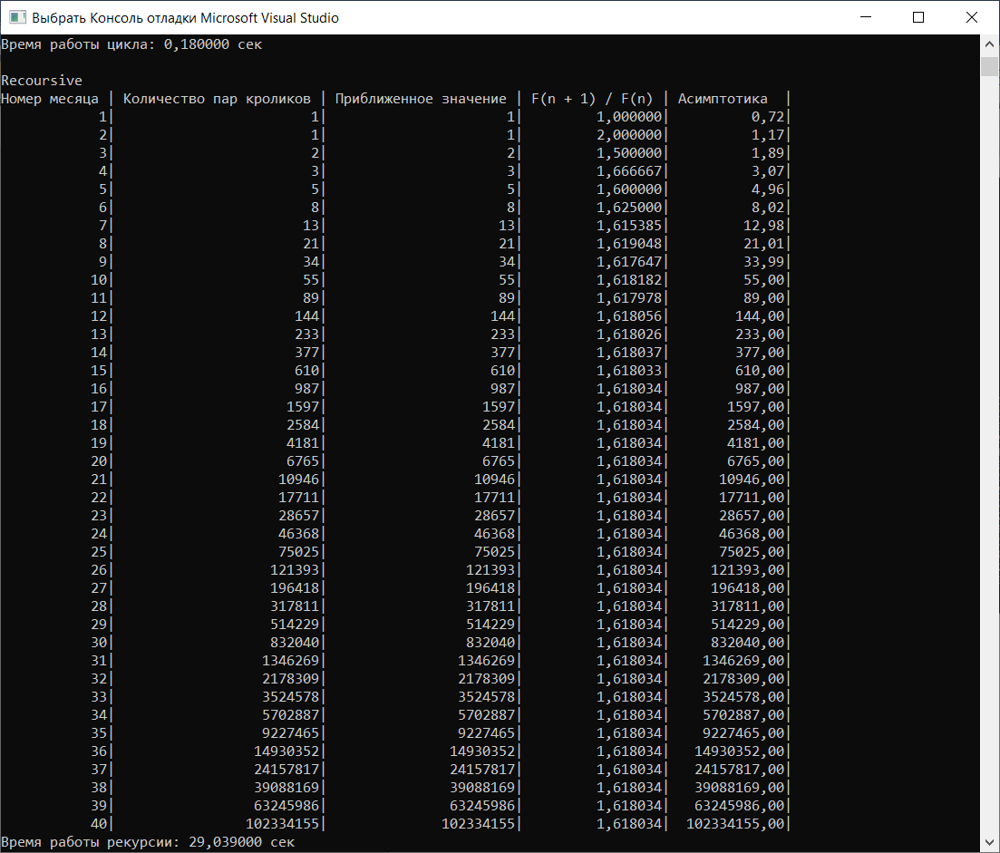 Выбрать Консоль отладки Microsoft Visual Studio
Время работы цикла: 0,180000 сек
Recoursive
Номер месяца | Количество пар кроликов | Приближенное значение | F(n + 1) / F(n) | Асимптотика |
1| 1| 1| 1,000000| 0,72|
2| 1| 1| 2,000000| 1,17|
3| 2| 2| 1,500000| 1,89|
4| 3| 3| 1,666667| 3,07|
5| 5| 5| 1,600000| 4,96|
6| 8| 8| 1,625000| 8,02|
7| 13| 13| 1,615385| 12,98|
8| 21| 21| 1,619048| 21,01|
9| 34| 34| 1,617647| 33,99|
10| 55| 55| 1,618182| 55,00|
11| 89| 89| 1,617978| 89,00|
12| 144| 144| 1,618056| 144,00|
13| 233| 233| 1,618026| 233,00|
14| 377| 377| 1,618037| 377,00|
15| 610| 610| 1,618033| 610,00|
16| 987| 987| 1,618034| 987,00|
17| 1597| 1597| 1,618034| 1597,00|
18| 2584| 2584| 1,618034| 2584,00|
19| 4181| 4181| 1,618034| 4181,00|
20| 6765| 6765| 1,618034| 6765,00|
21| 10946| 10946| 1,618034| 10946,00|
22| 17711| 17711| 1,618034| 17711,00|
23| 28657| 28657| 1,618034| 28657,00|
24| 46368| 46368| 1,618034| 46368,00|
25| 75025| 75025| 1,618034| 75025,00|
26| 121393| 121393| 1,618034| 121393,00|
27| 196418| 196418| 1,618034| 196418,00|
28| 317811| 317811| 1,618034| 317811,00|
29| 514229| 514229| 1,618034| 514229,00|
30| 832040| 832040| 1,618034| 832040,00|
31| 1346269| 1346269| 1,618034| 1346269,00|
32| 2178309| 2178309| 1,618034| 2178309,00|
33| 3524578| 3524578| 1,618034| 3524578,00|
34| 5702887| 5702887| 1,618034| 5702887,00|
35| 9227465| 9227465| 1,618034| 9227465,00|
36| 14930352| 14930352| 1,618034| 14930352,00|
37| 24157817| 24157817| 1,618034| 24157817,00|
38| 39088169| 39088169| 1,618034| 39088169,00|
39| 63245986| 63245986| 1,618034| 63245986,00|
40| 102334155| 102334155| 1,618034| 102334155,00|
Время работы рекурсии: 29,039000 сек